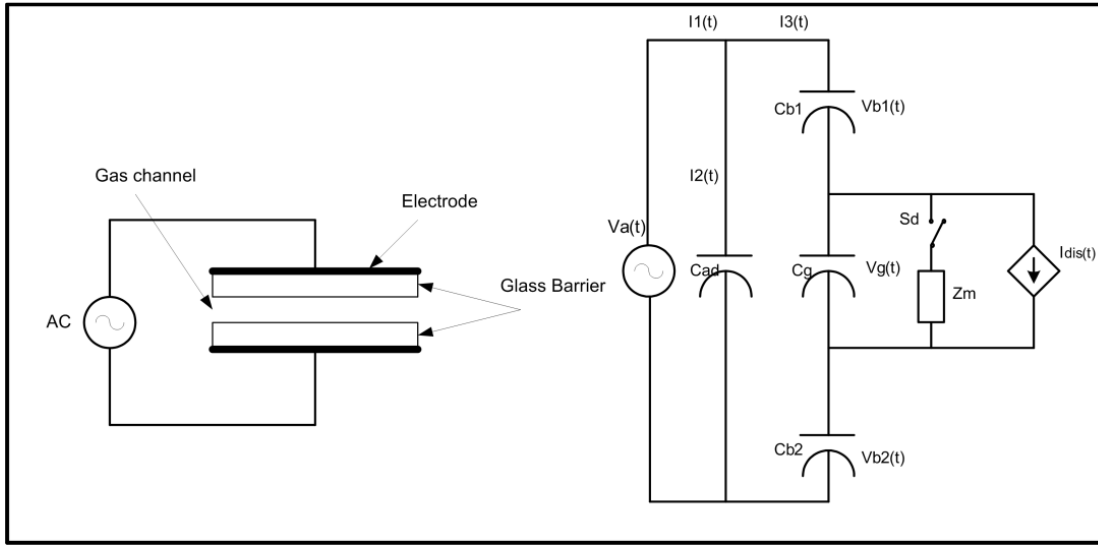 Gas channel
Electrode
Glass Barrier
AC
I1(t)
I3(t)
Cb1
Vb1(t)
I2(t)
Va(t)
Sd
Cad
Cg
Vg(t)
Idis(t)
Zm
Cb2
Vb2(t)